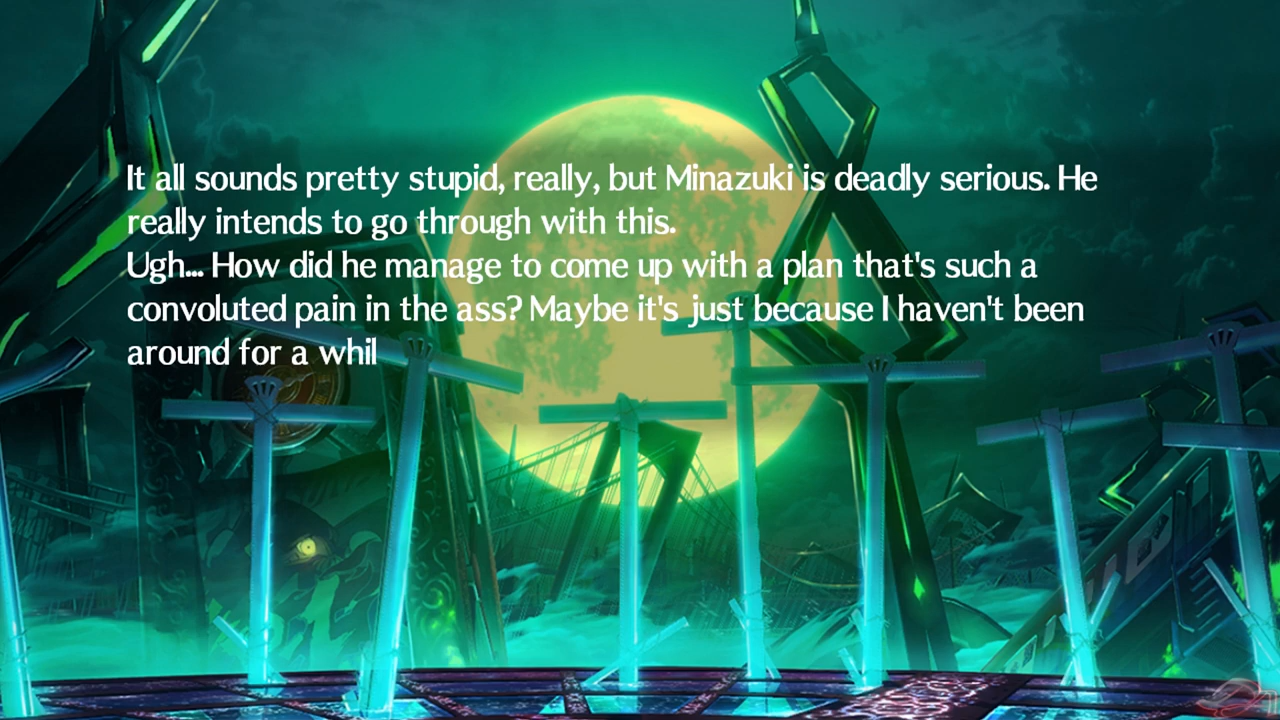 It all sounds pretty stupid, really, but Minazuki is deadly serious. He
really intends to go through with this.
Ugh... How did he manage to come up with a plan that's such a
convoluted pain in the ass? Maybe it's just because I haven't been
around for a whil